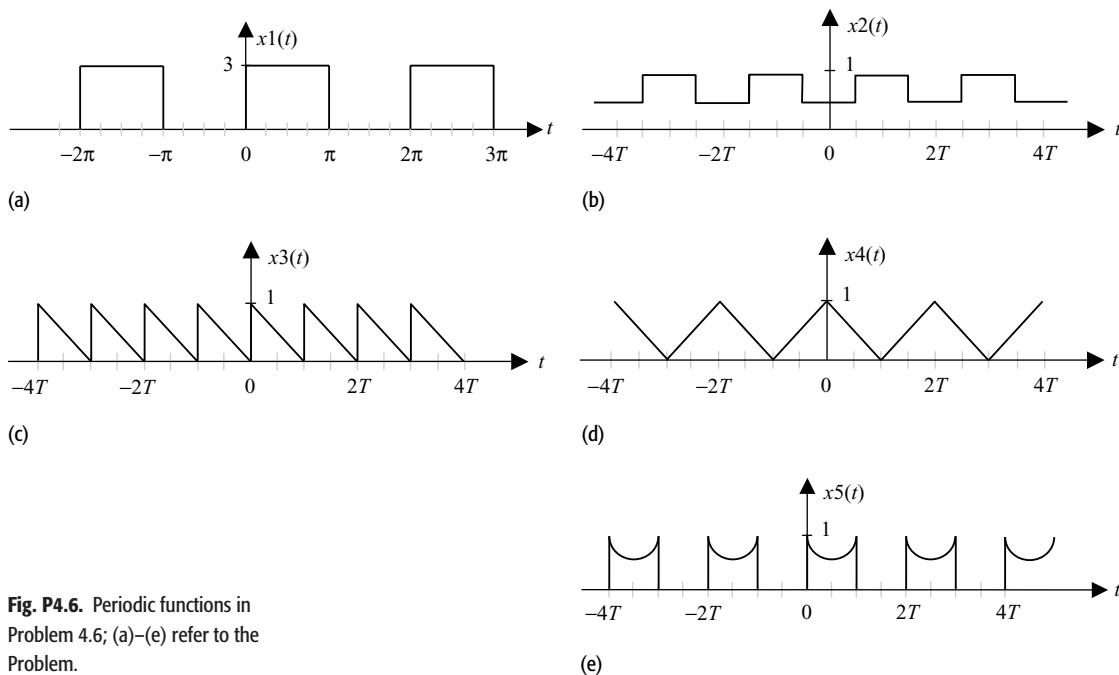 x1(t)
3
t
−2π −π 0 π 2π 3π
(a)
x2(t)
1
t
−4T −2T 0 2T 4T
(b)
x3(t)
1
t
−4T −2T 0 2T 4T
(c)
x4(t)
1
t
−4T −2T 0 2T 4T
(d)
x5(t)
1
t
−4T −2T 0 2T 4T
(e)
Fig. P4.6. Periodic functions in
Problem 4.6; (a)–(e) refer to the
Problem.